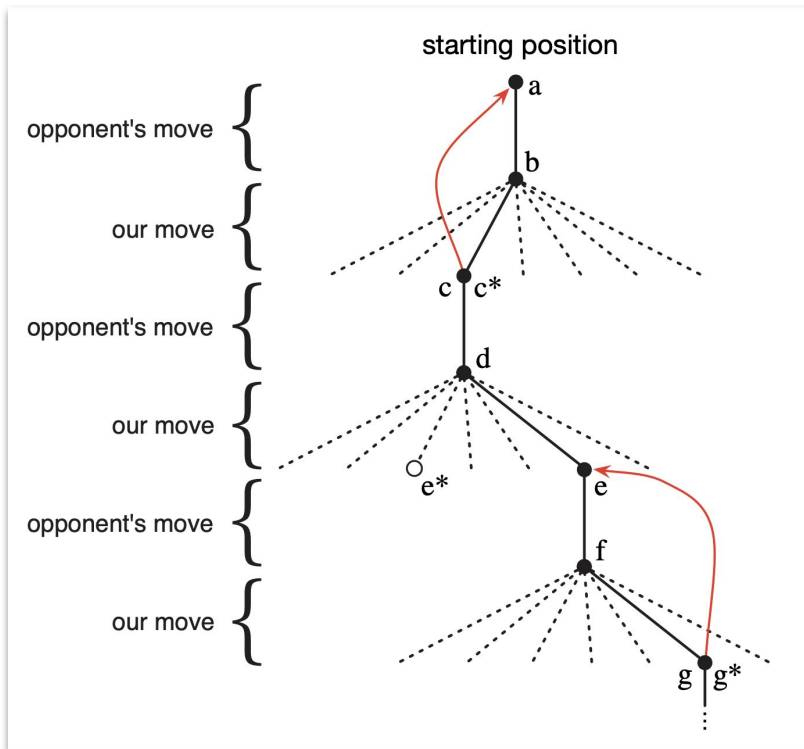 starting position
a
opponent's move
b
our move
c c*
opponent's move
d
our move
e*
e
opponent's move
f
our move
g g*